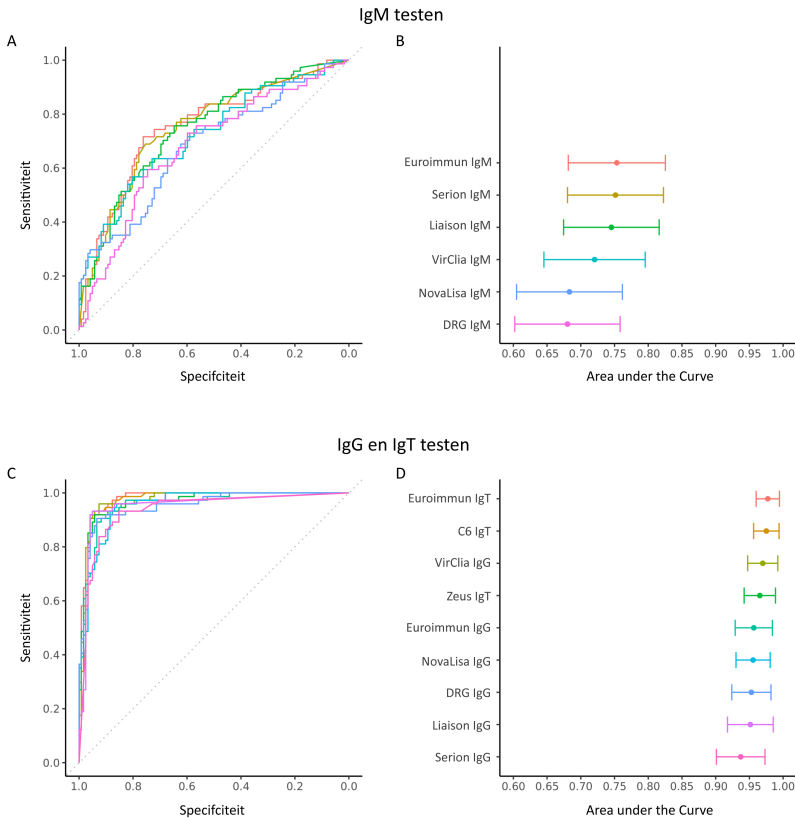 IgM testen
A
B
1.0
0.8
0.6
0.4
0.2
0.0
Sensitiviteit
1.0
0.8
0.6
0.4
0.2
0.0
Specifciteit
Euroimmun IgM
Serion IgM
Liaison IgM
VirClia IgM
NovaLisa IgM
DRG IgM
0.60 0.65 0.70 0.75 0.80 0.85 0.90 0.95 1.00
Area under the Curve
IgG en IgT testen
C
D
1.0
0.8
0.6
0.4
0.2
0.0
Sensitiviteit
1.0
0.8
0.6
0.4
0.2
0.0
Specifciteit
Euroimmun IgT
C6 IgT
VirClia IgG
Zeus IgT
Euroimmun IgG
NovaLisa IgG
DRG IgG
Liaison IgG
Serion IgG
0.60 0.65 0.70 0.75 0.80 0.85 0.90 0.95 1.00
Area under the Curve